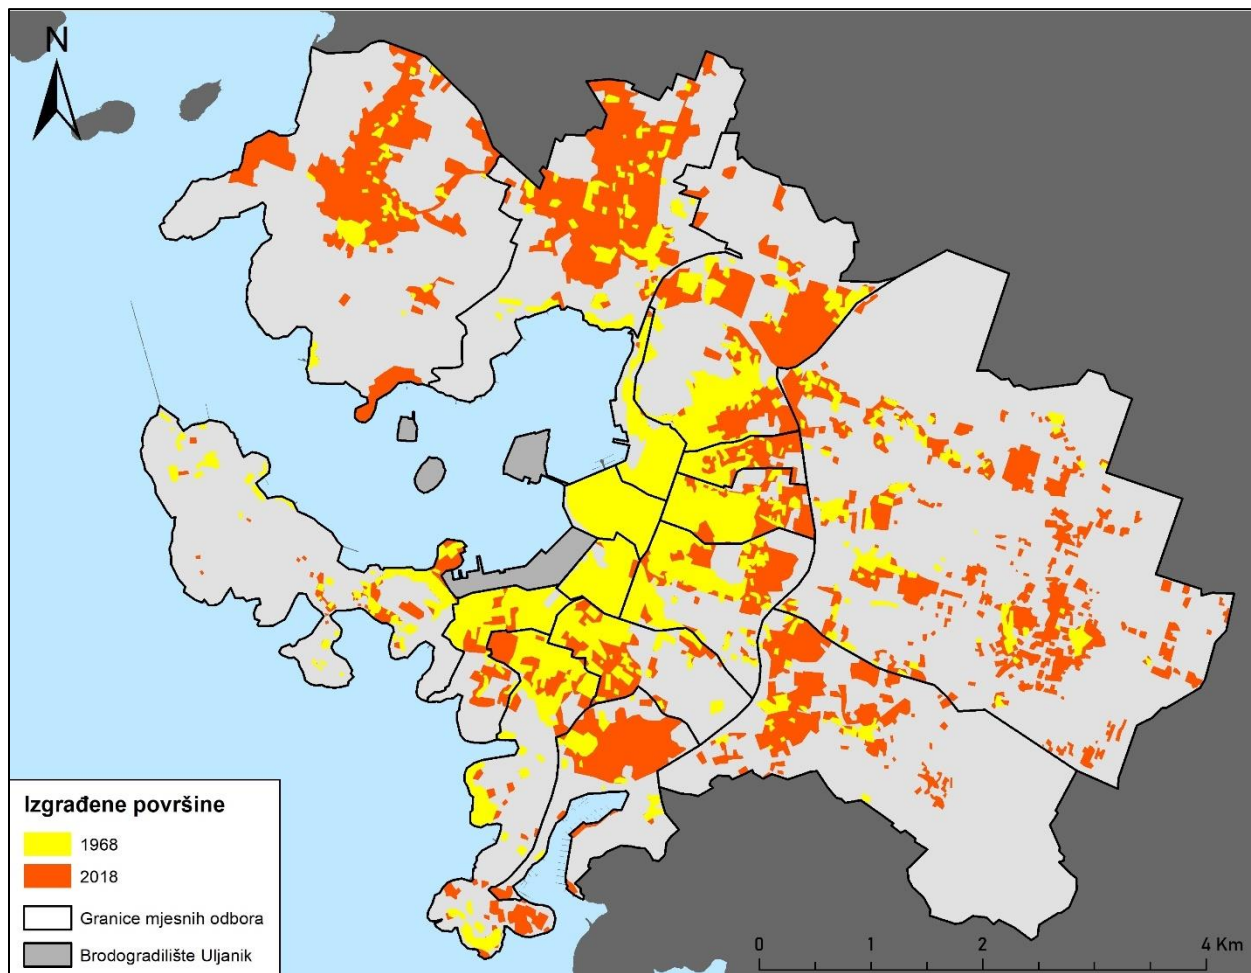 N
Izgrađene površine
1968
2018
Granice mjesnih odbora
Brodogradilište Uljanik
0 1 2 4 Km